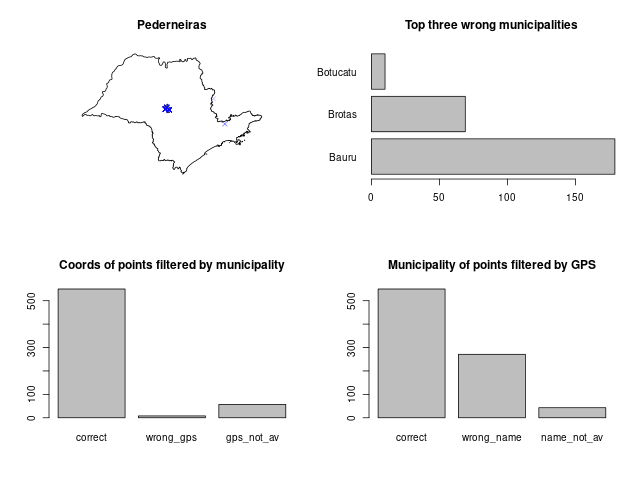 Pederneiras
Top three wrong municipalities
Botucatu
Brotas
Bauru
0 50 100 150
Coords of points filtered by municipality
500
300
100
0
correct wrong_gps gps_not_av
Municipality of points filtered by GPS
500
300
100
0
correct wrong_name name_not_av